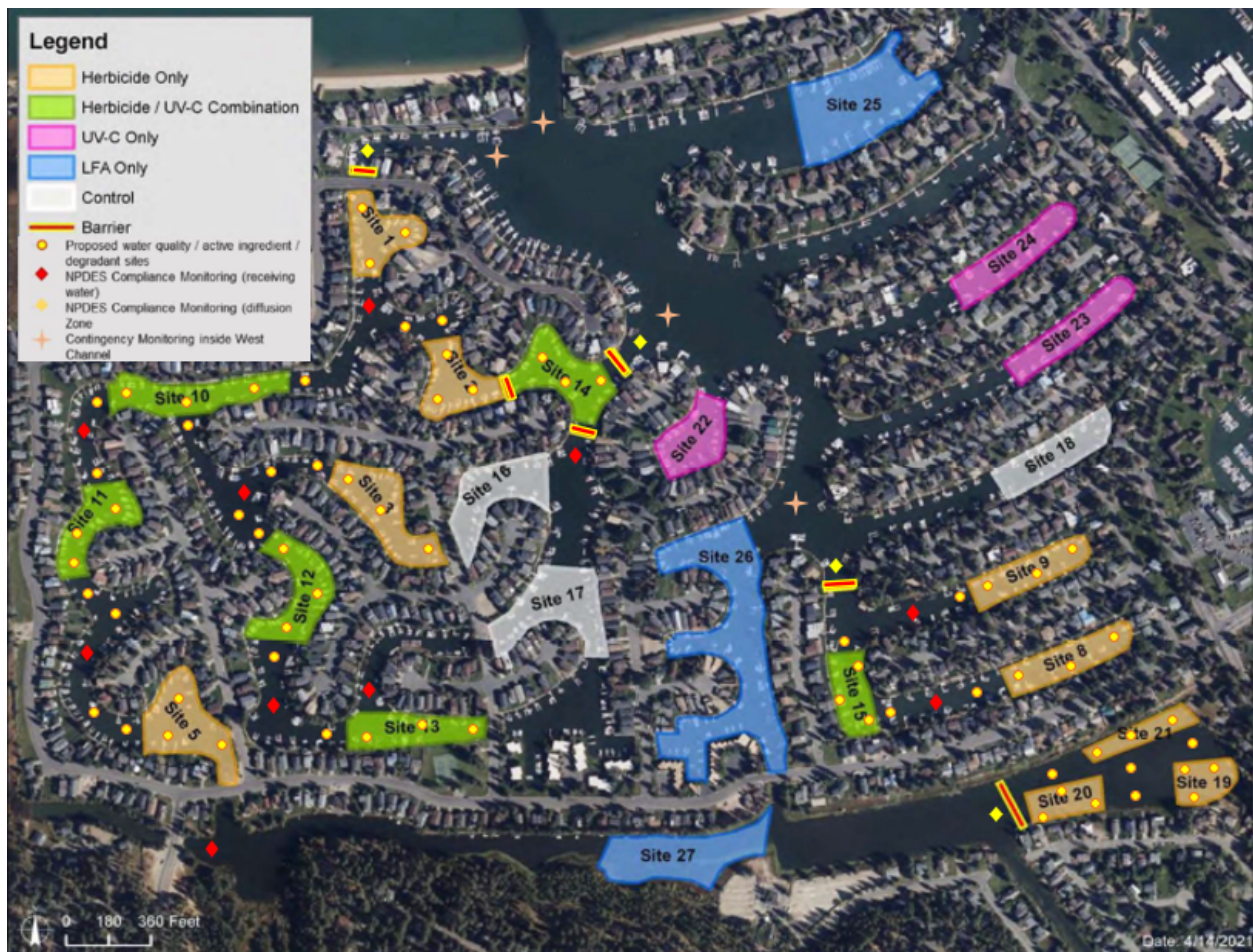 Legend
Herbicide Only
Herbicide / UV-C Combination
UV-C Only
LFA Only
Control
Barrier
Proposed water quality / active ingredient /
degradant sites
NPDES Compliance Monitoring (receiving
water)
NPDES Compliance Monitoring (diffusion
Zone
Contingency Monitoring inside West
Channel
Site 25
Site 1
Site 24
Site 23
Site 14
Site 10
Site 22
Site 18
Site 16
Site 11
Site 26
Site 9
Site 12
Site 17
Site 8
Site 15
Site 5
Site 13
Site 21
Site 19
Site 20
Site 27
0 180 360 Feet
Date: 4/14/202